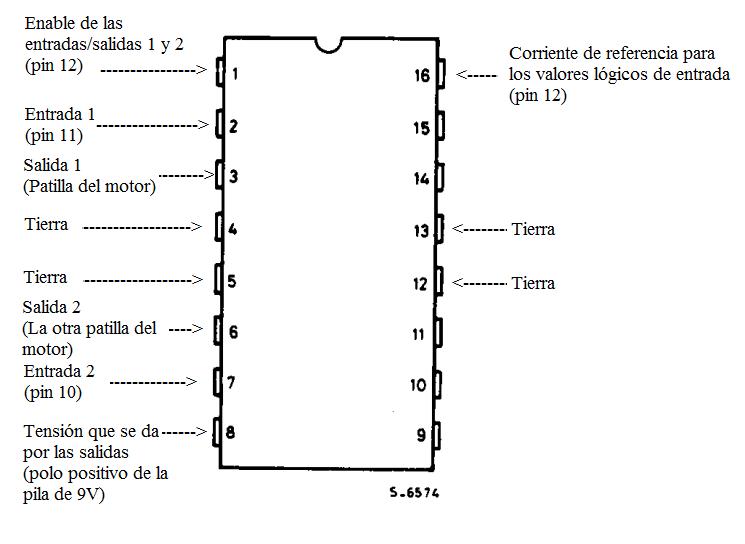 Enable de las
entradas/salidas 1 y 2
(pin 12)
Entrada 1
(pin 11)
Salida 1
(Patilla del motor)
Tierra
Tierra
Salida 2
(La otra patilla del
motor)
Entrada 2
(pin 10)
Tensión que se da
por las salidas
(polo positivo de la
pila de 9V)
1
2
3
4
5
6
7
8
16
15
14
13
12
11
10
9
Corriente de referencia para
los valores lógicos de entrada
(pin 12)
Tierra
Tierra
S-6574